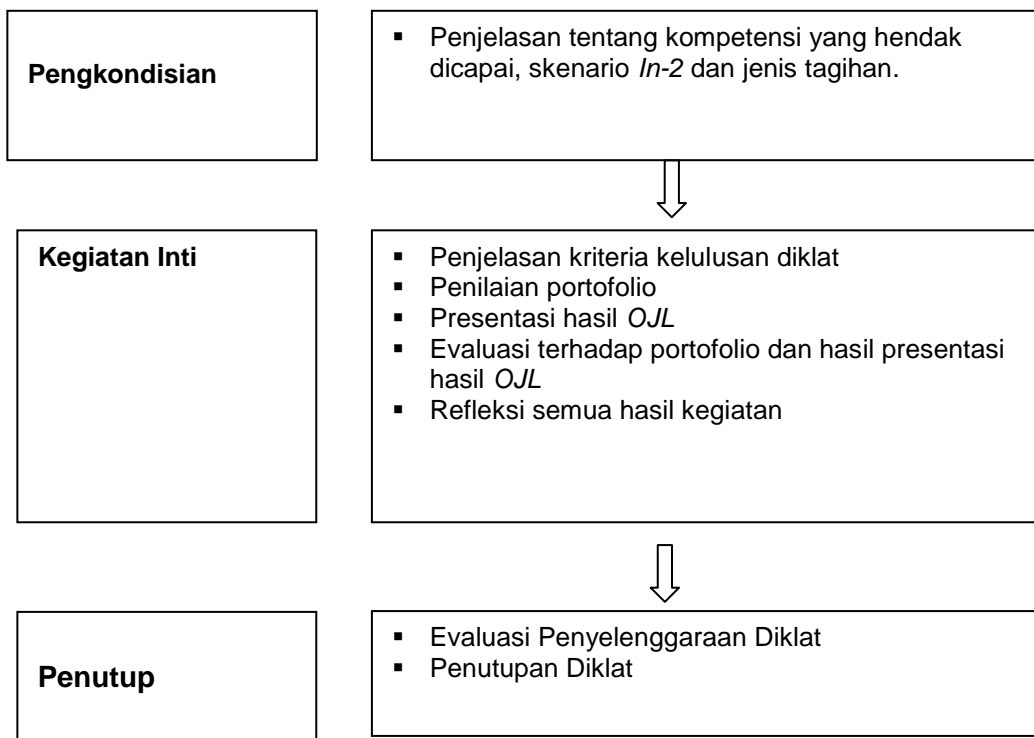 Pengkondisian
▪ Penjelasan tentang kompetensi yang hendak
dicapai, skenario In-2 dan jenis tagihan.
Kegiatan Inti
▪ Penjelasan kriteria kelulusan diklat
▪ Penilaian portofolio
▪ Presentasi hasil OJL
▪ Evaluasi terhadap portofolio dan hasil presentasi
hasil OJL
▪ Refleksi semua hasil kegiatan
Penutup
▪ Evaluasi Penyelenggaraan Diklat
▪ Penutupan Diklat